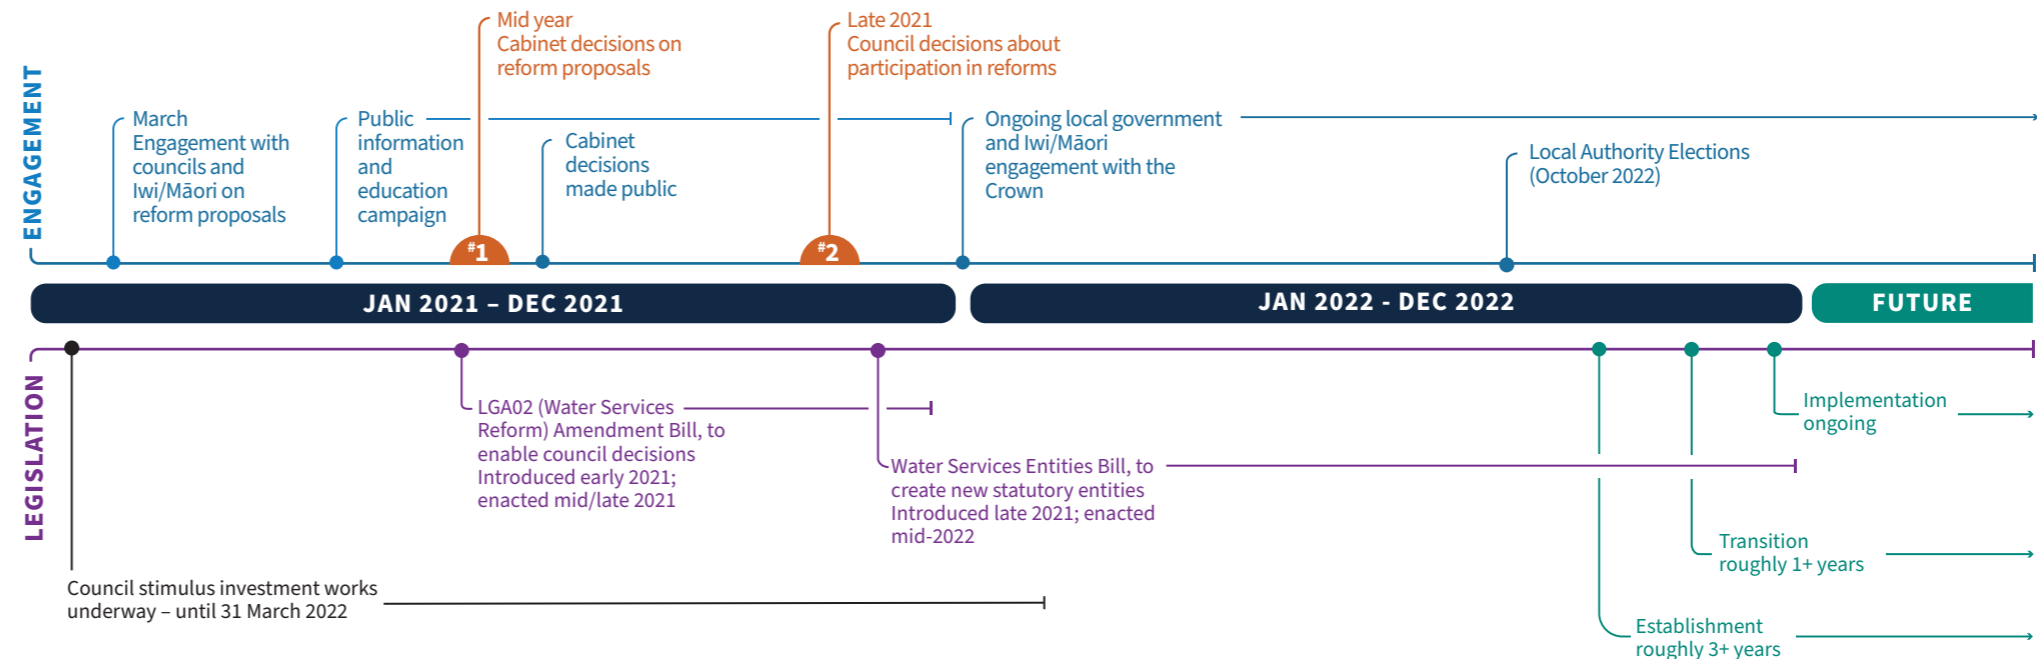 ENGAGEMENT
March
Engagement with
councils and
Iwi/Māori on
reform proposals
Public
information
and
education
campaign
Mid year
Cabinet decisions on
reform proposals
#1
Cabinet
decisions
made public
Late 2021
Council decisions about
participation in reforms
#2
Ongoing local government
and Iwi/Māori
engagement with the
Crown
Local Authority Elections
(October 2022)
JAN 2021 – DEC 2021
JAN 2022 - DEC 2022
FUTURE
LEGISLATION
Council stimulus investment works
underway – until 31 March 2022
LGA02 (Water Services
Reform) Amendment Bill, to
enable council decisions
Introduced early 2021;
enacted mid/late 2021
Water Services Entities Bill, to
create new statutory entities
Introduced late 2021; enacted
mid-2022
Implementation
ongoing
Transition
roughly 1+ years
Establishment
roughly 3+ years